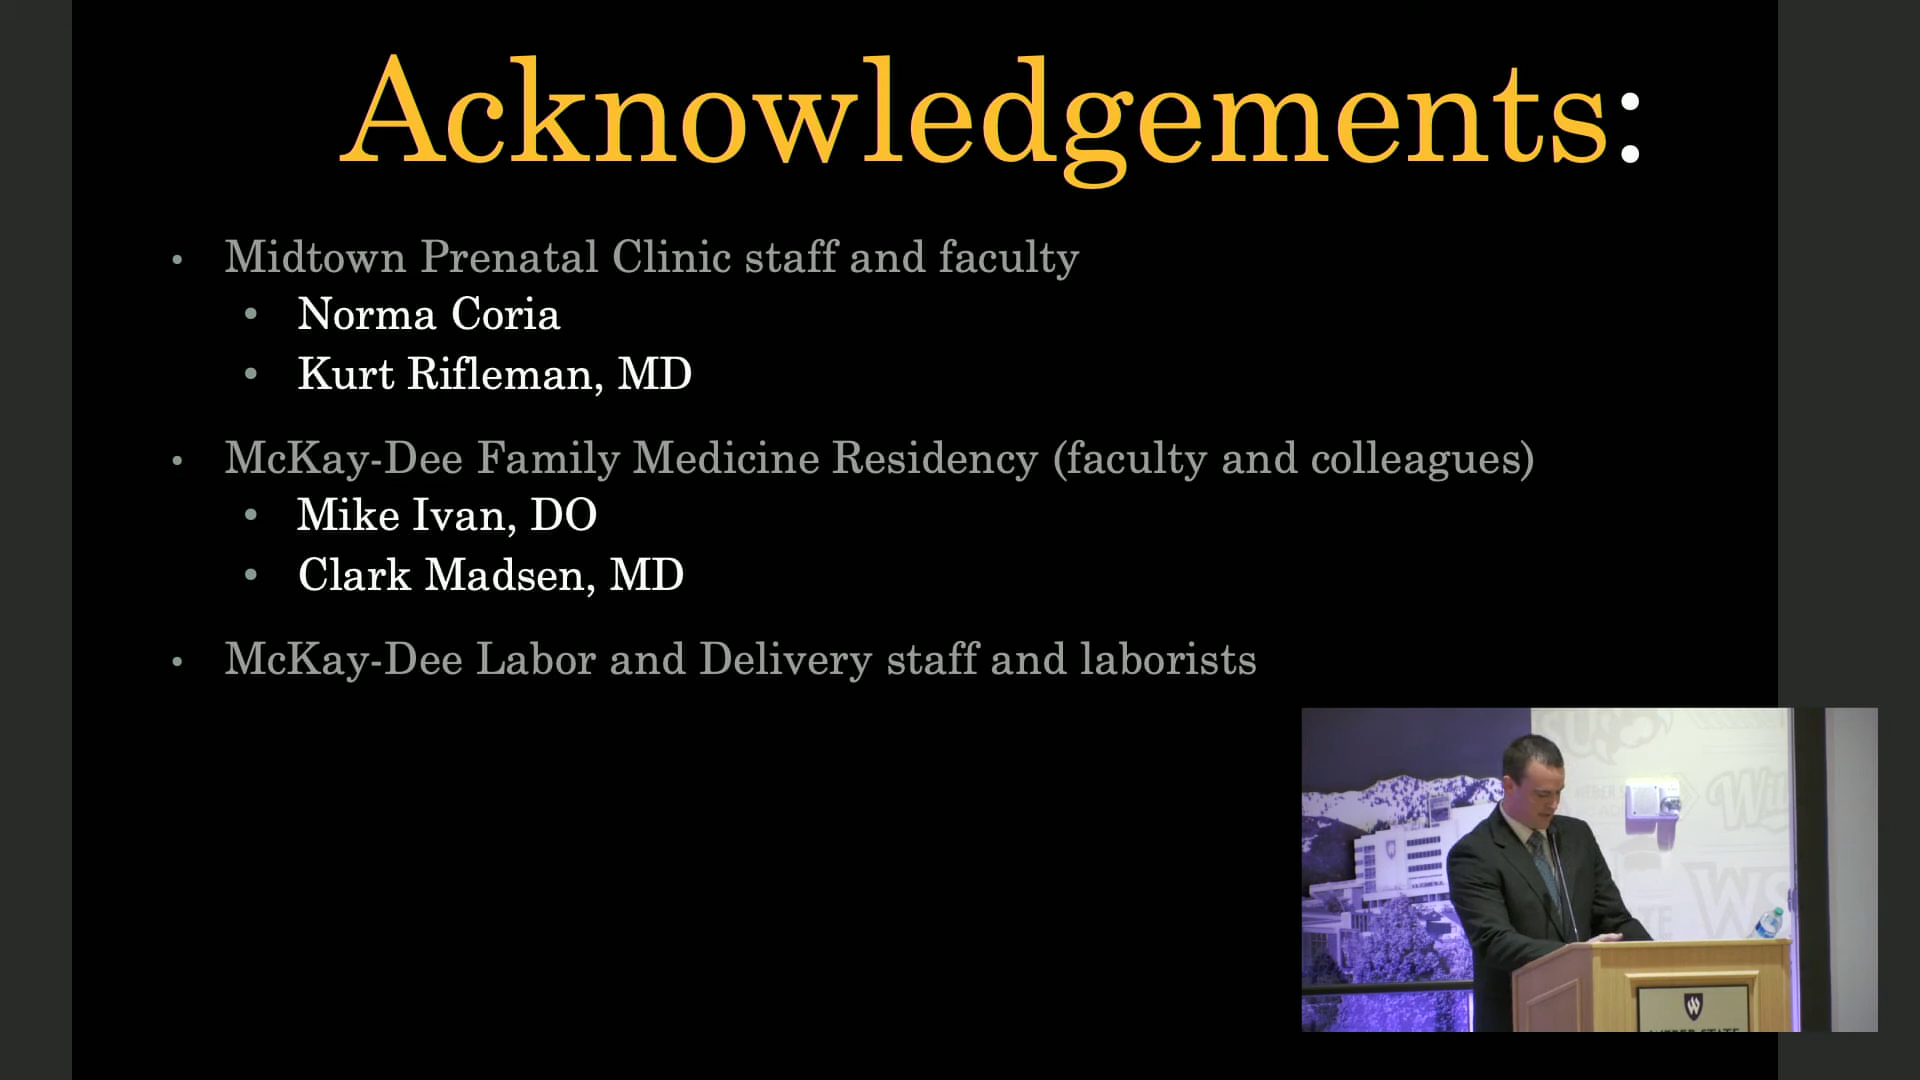 Acknowledgements:
• Midtown Prenatal Clinic staff and faculty
• Norma Coria
• Kurt Rifleman, MD
• McKay-Dee Family Medicine Residency (faculty and colleagues)
• Mike Ivan, DO
• Clark Madsen, MD
• McKay-Dee Labor and Delivery staff and laborists